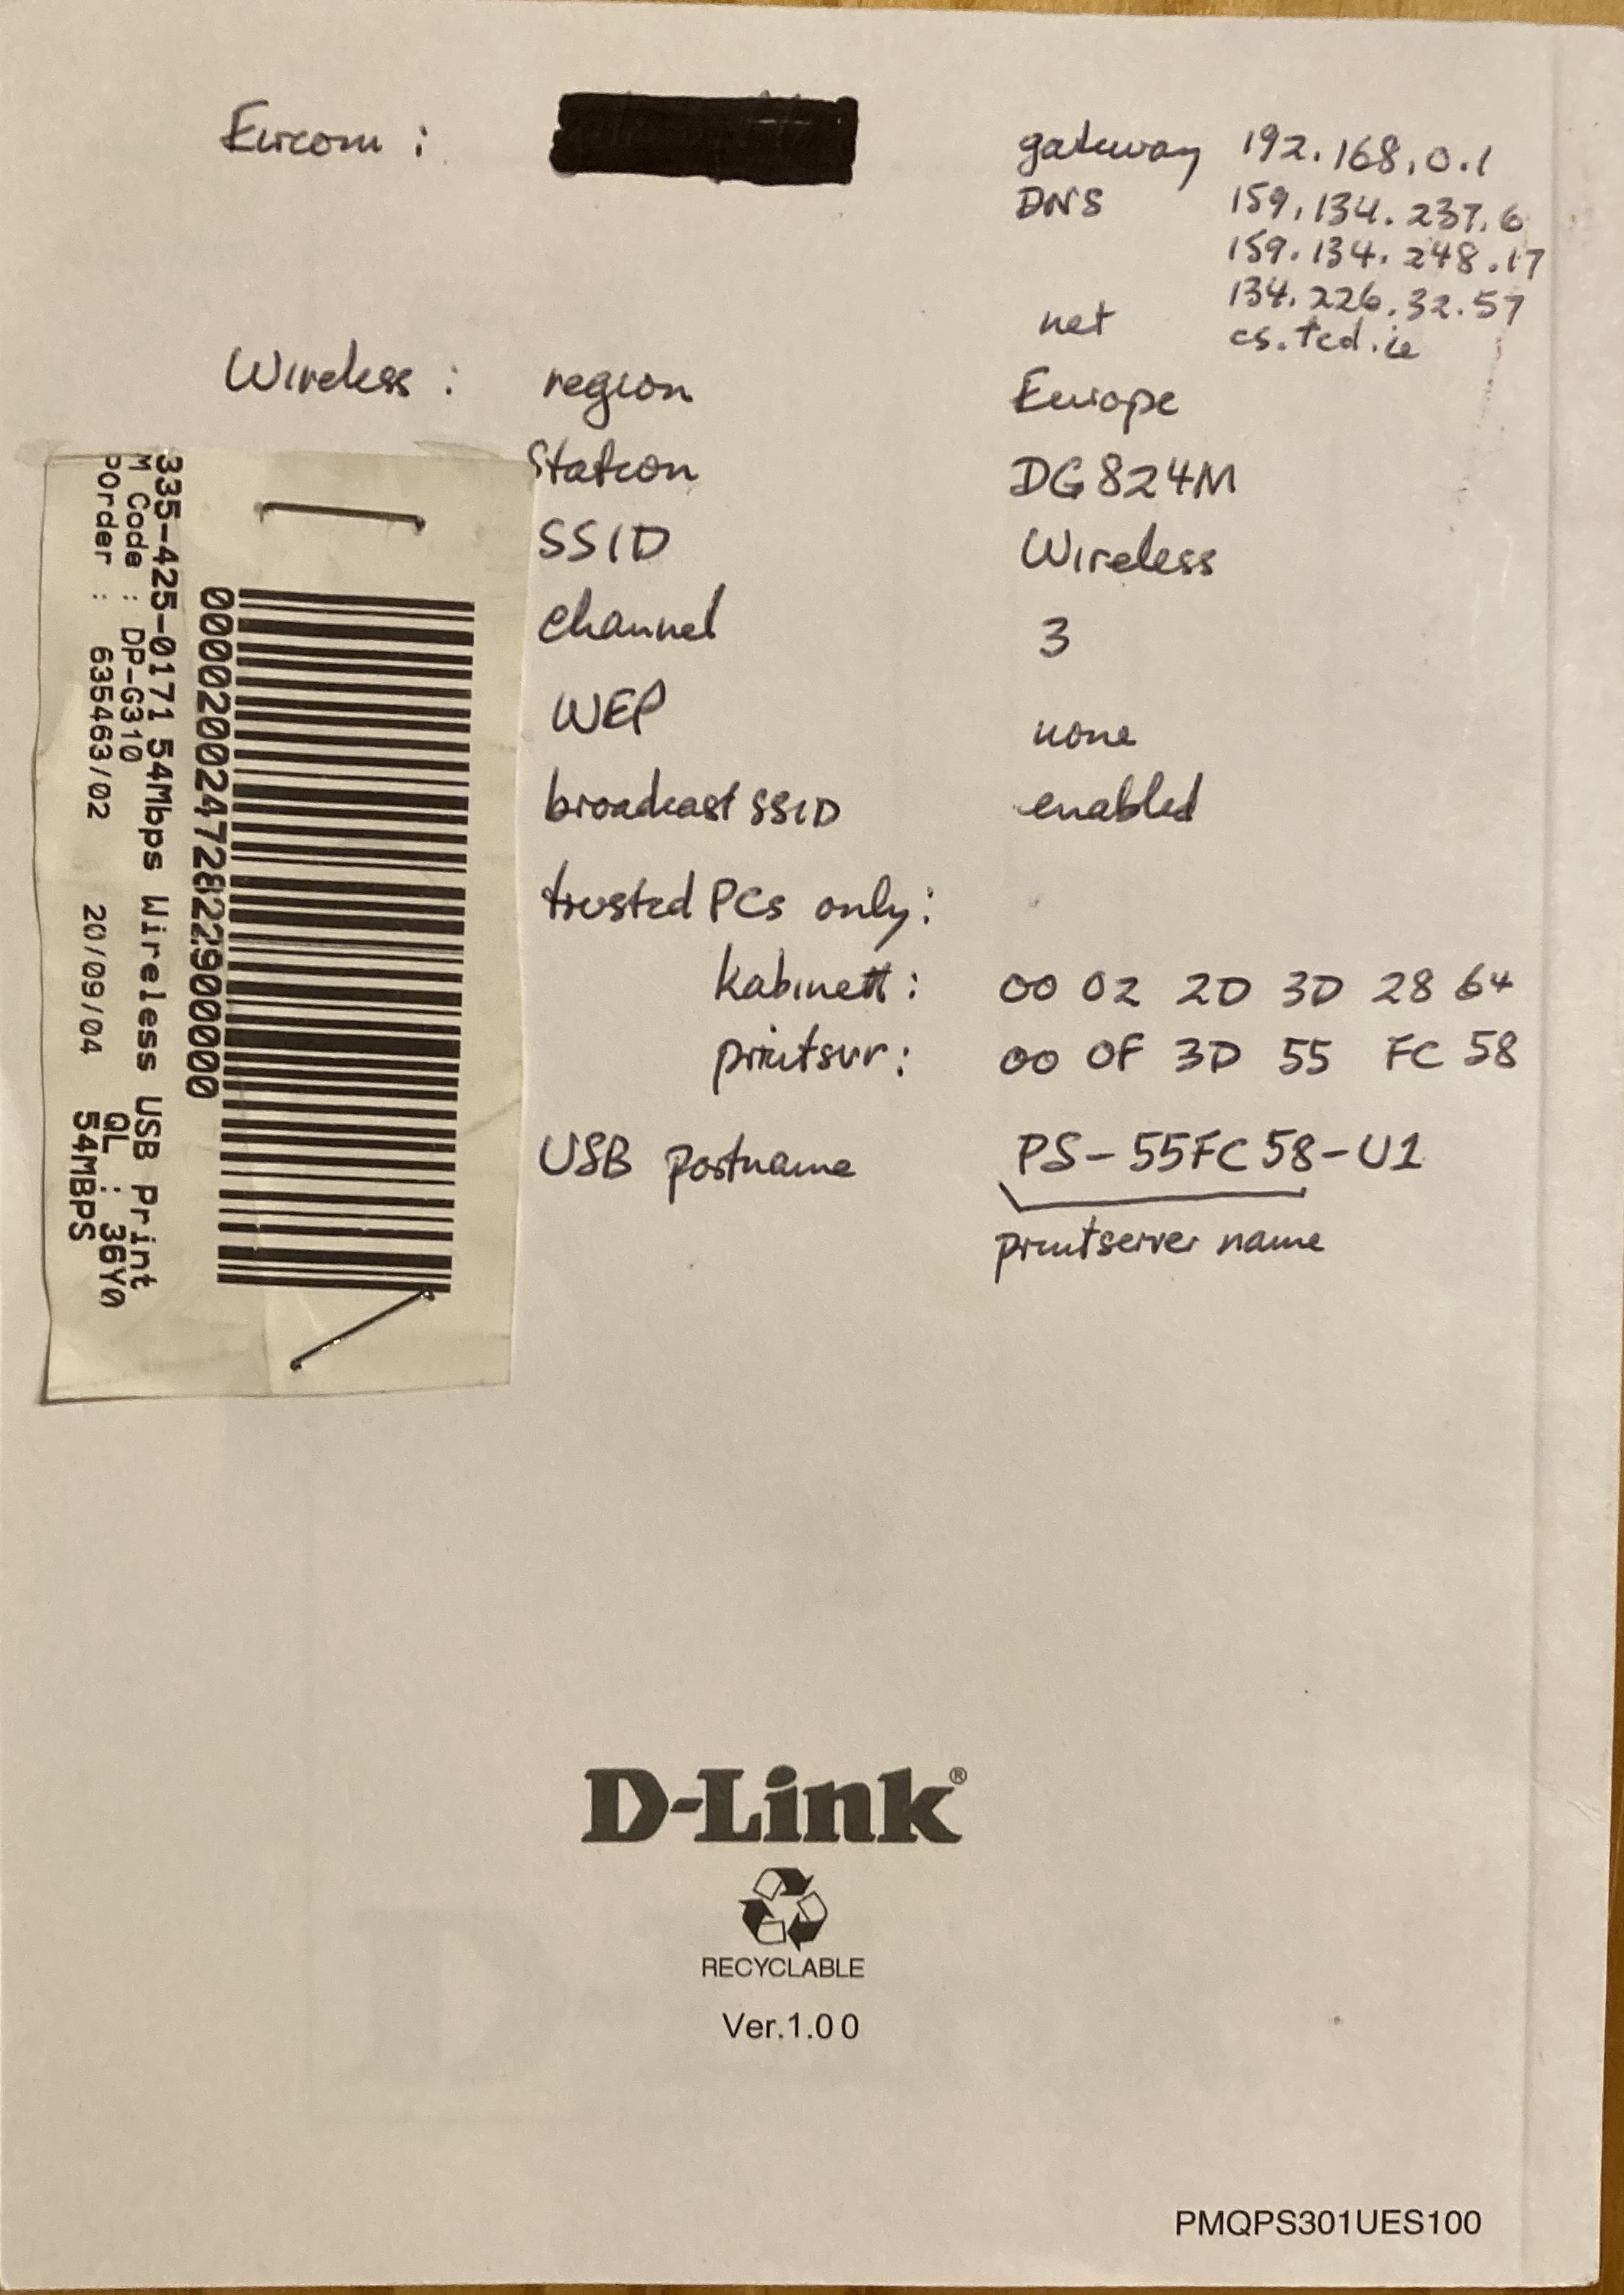 Eircom :
gateway 192.168.0.1
DNS 159.134.237.6
159.134.248.17
134.226.32.57
net cs.tcd.ie
Wireless : region Europe
Station DG824M
SSID Wireless
channel 3
WEP none
broadcast SSID enabled
trusted PCs only:
kabinett: 00 02 2D 3D 28 64
printsvr: 00 0F 3D 55 FC 58
USB portname PS-55FC58-U1
printserver name
00002002472822900000
335-425-0171 54Mbps Wireless USB Print
M Code : DP-G310 QL : 36Y0
POrder : 635463/02 20/09/04 54MBPS
D-Link®
RECYCLABLE
Ver.1.00
PMQPS301UES100